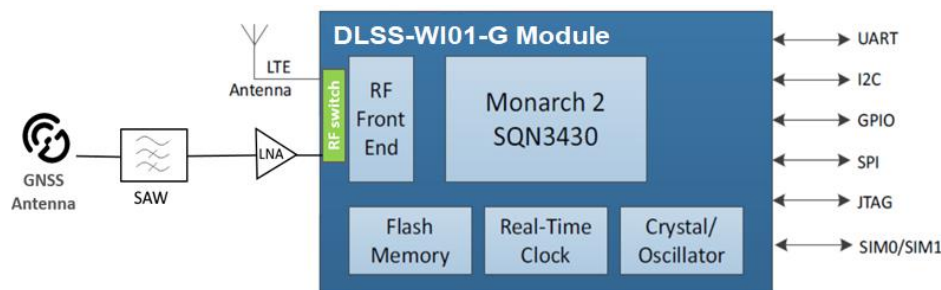 DLSS-WI01-G Module
LTE
Antenna
RF switch
RF
Front
End
Monarch 2
SQN3430
GNSS
Antenna
SAW
LNA
Flash
Memory
Real-Time
Clock
Crystal/
Oscillator
UART
I2C
GPIO
SPI
JTAG
SIM0/SIM1